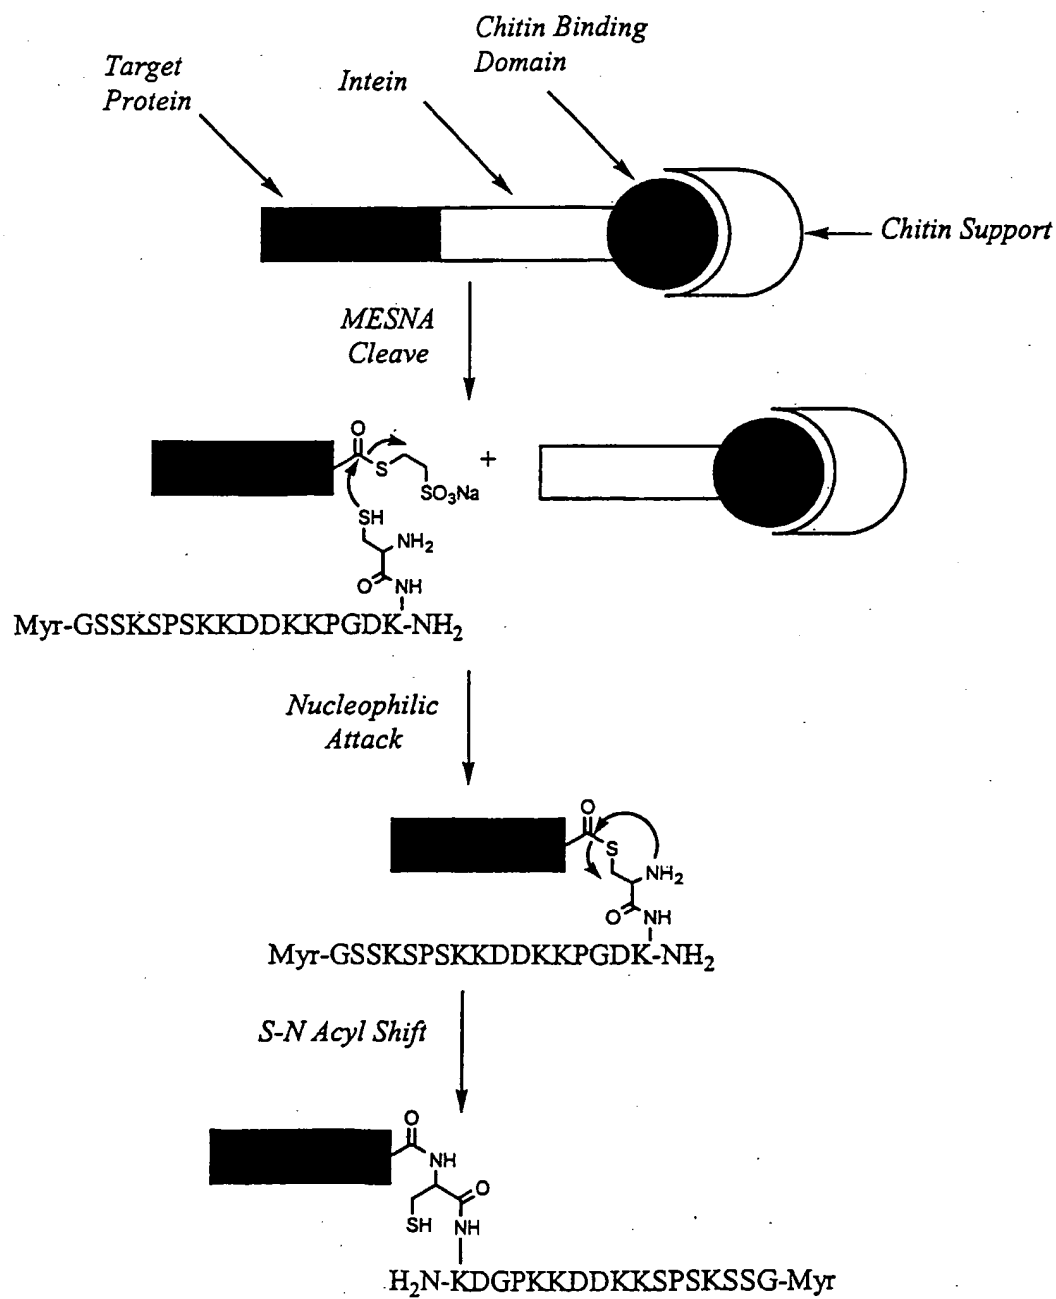 Chitin Binding
Domain
Target
Protein
Intein
Chitin Support
MESNA
Cleave
O
S
SO₃Na
+
SH
NH₂
O
NH
Myr-GSSKSPSKKDDKKPGDK-NH₂
Nucleophilic
Attack
O
S
NH₂
O
NH
Myr-GSSKSPSKKDDKKPGDK-NH₂
S-N Acyl Shift
O
NH
O
SH
NH
H₂N-KDGPKKDDKKSPSKSSG-Myr